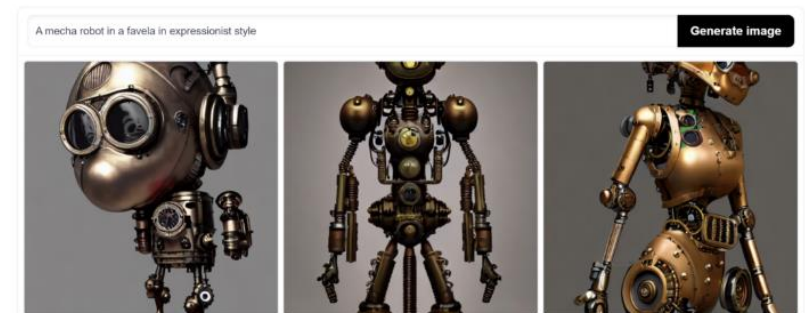 A mecha robot in a favela in expressionist style
Generate image